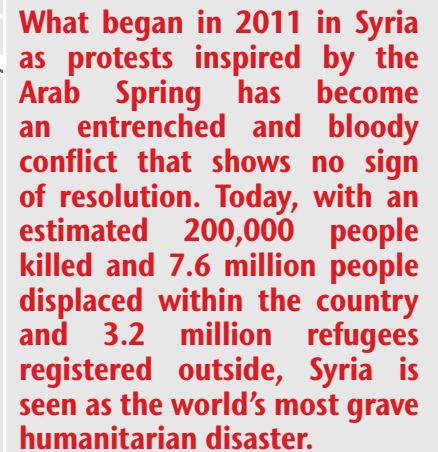 What began in 2011 in Syria
as protests inspired by the
Arab Spring has become
an entrenched and bloody
conflict that shows no sign
of resolution. Today, with an
estimated 200,000 people
killed and 7.6 million people
displaced within the country
and 3.2 million refugees
registered outside, Syria is
seen as the world's most grave
humanitarian disaster.